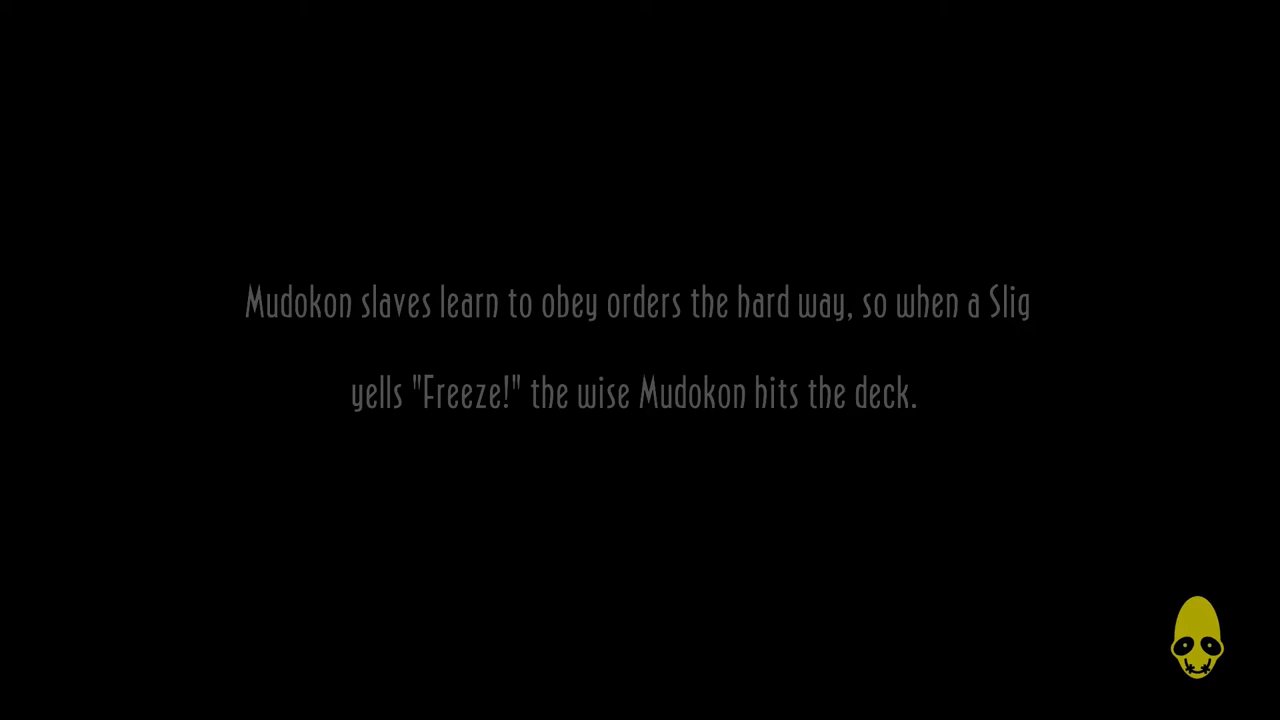 Mudokon slaves learn to obey orders the hard way, so when a Slig
yells "Freeze!" the wise Mudokon hits the deck.